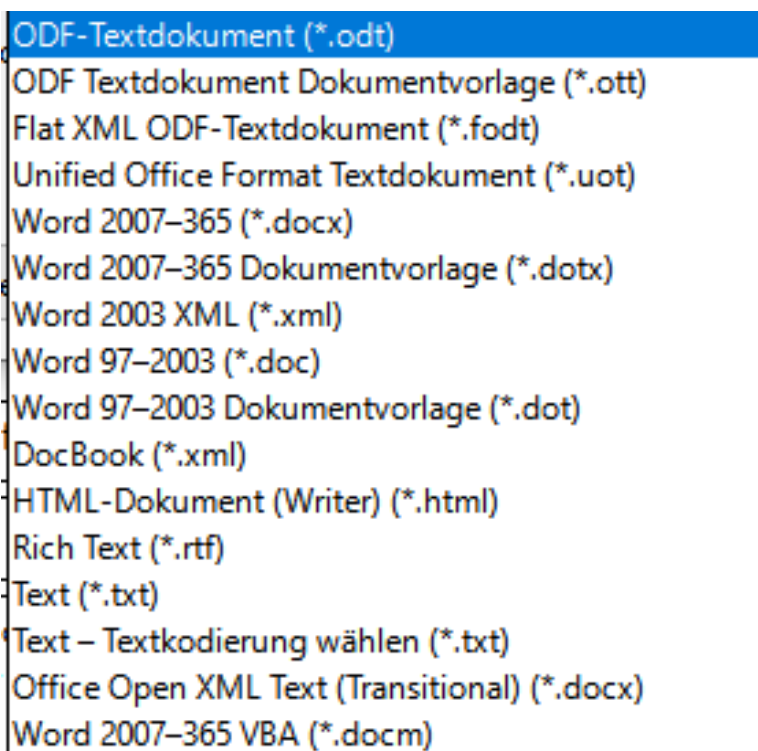 ODF-Textdokument (*.odt)
ODF Textdokument Dokumentvorlage (*.ott)
Flat XML ODF-Textdokument (*.fodt)
Unified Office Format Textdokument (*.uot)
Word 2007–365 (*.docx)
Word 2007–365 Dokumentvorlage (*.dotx)
Word 2003 XML (*.xml)
Word 97–2003 (*.doc)
Word 97–2003 Dokumentvorlage (*.dot)
DocBook (*.xml)
HTML-Dokument (Writer) (*.html)
Rich Text (*.rtf)
Text (*.txt)
Text – Textkodierung wählen (*.txt)
Office Open XML Text (Transitional) (*.docx)
Word 2007–365 VBA (*.docm)